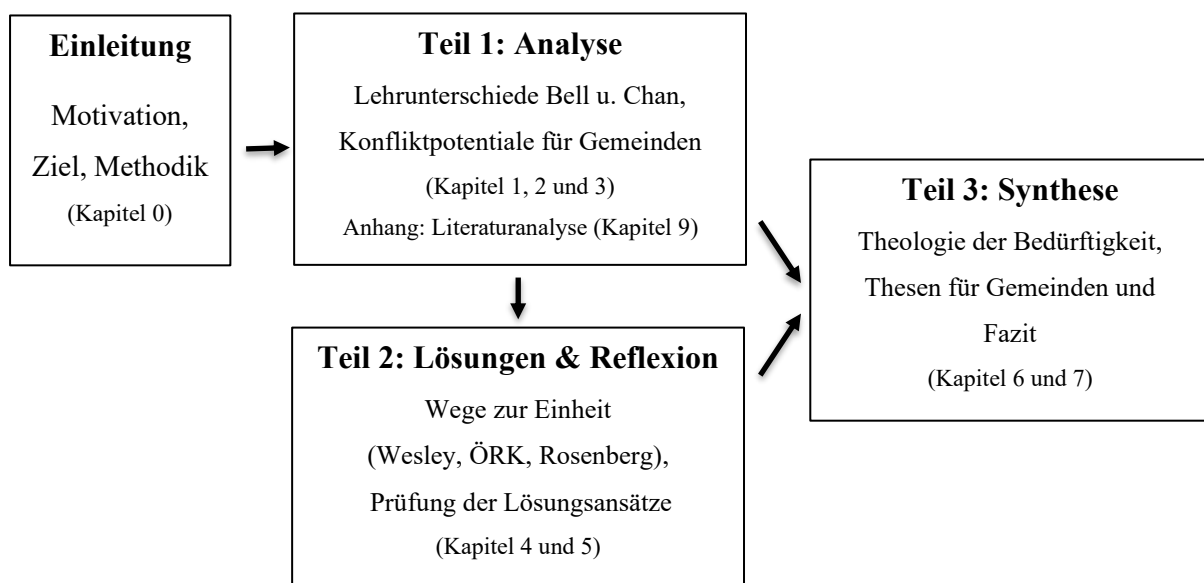 Einleitung
Motivation,
Ziel, Methodik
(Kapitel 0)
Teil 1: Analyse
Lehrunterschiede Bell u. Chan,
Konfliktpotentiale für Gemeinden
(Kapitel 1, 2 und 3)
Anhang: Literaturanalyse (Kapitel 9)
Teil 2: Lösungen & Reflexion
Wege zur Einheit
(Wesley, ÖRK, Rosenberg),
Prüfung der Lösungsansätze
(Kapitel 4 und 5)
Teil 3: Synthese
Theologie der Bedürftigkeit,
Thesen für Gemeinden und
Fazit
(Kapitel 6 und 7)